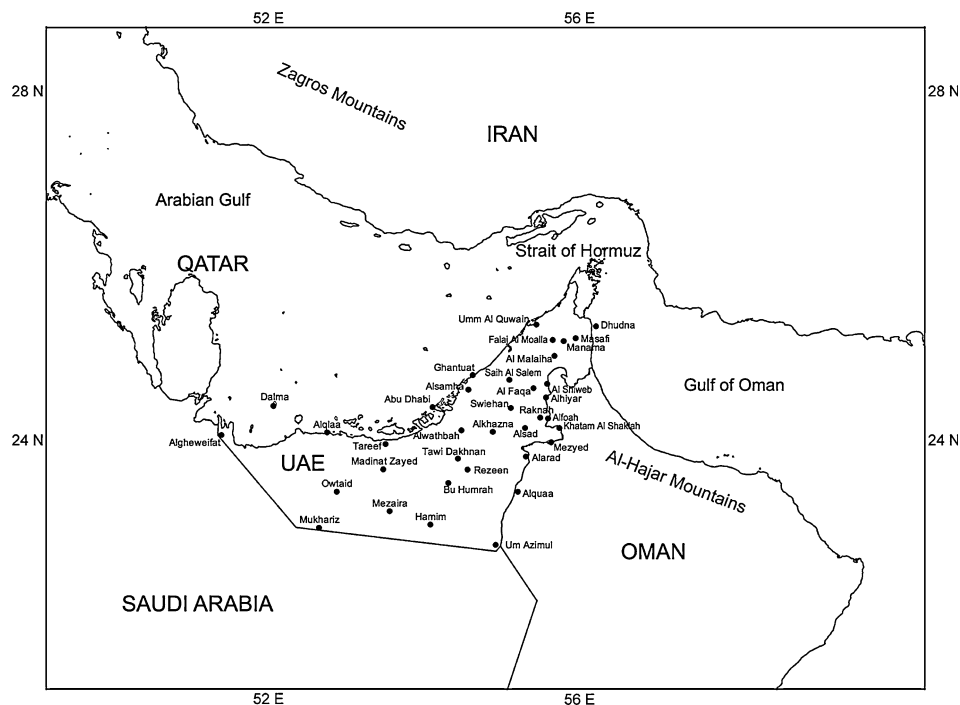 52 E
56 E
28 N
28 N
Zagros Mountains
IRAN
Arabian Gulf
Strait of Hormuz
QATAR
Umm Al Quwain
Dhudna
Falaj Al Moalla
Masafi
Manama
Al Malaiha
Ghantuat
Saih Al Salem
Alsamha
Al Faqa
Al Shweb
Gulf of Oman
Dalma
Abu Dhabi
Alhiyar
Swiehan
Raknah
Alfoah
Alqlaa
Alkhazna
Alsad
Khatam Al Shaklah
Algheweifat
Alwathbah
24 N
24 N
Tareef
Tawi Dakhnan
Mezyed
UAE
Madinat Zayed
Rezeen
Alarad
Al-Hajar Mountains
Owtaid
Bu Humrah
Alquaa
Mezaira
Mukhariz
Hamim
Um Azimul
OMAN
SAUDI ARABIA
52 E
56 E